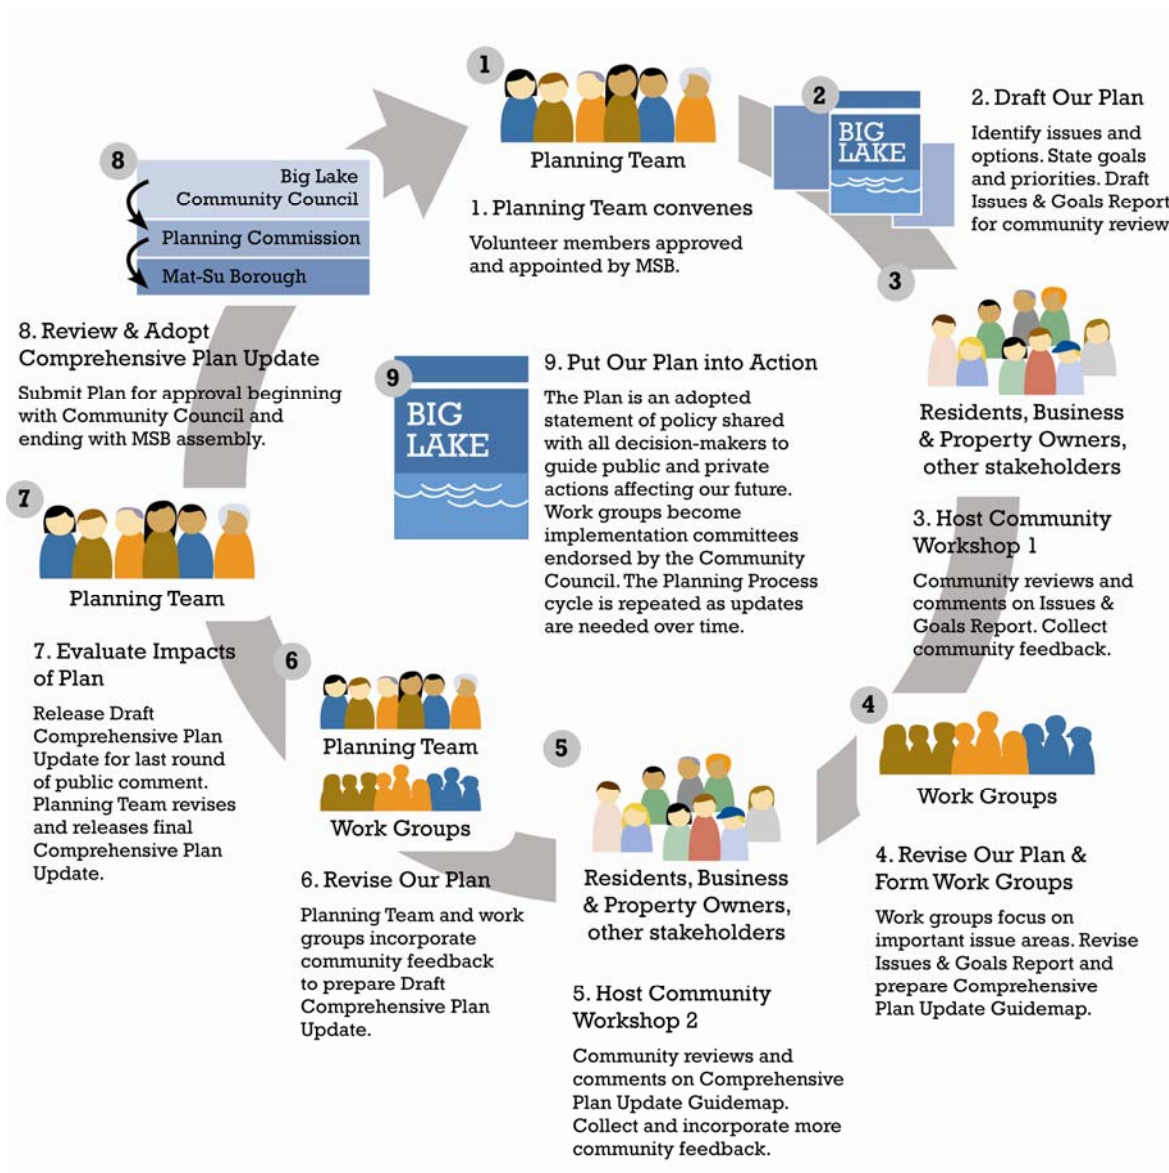 1
Planning Team
1. Planning Team convenes
Volunteer members approved
and appointed by MSB.
2
BIG
LAKE
2. Draft Our Plan
Identify issues and
options. State goals
and priorities. Draft
Issues & Goals Report
for community review
3
Residents, Business
& Property Owners,
other stakeholders
3. Host Community
Workshop 1
Community reviews and
comments on Issues &
Goals Report. Collect
community feedback.
4
Work Groups
4. Revise Our Plan &
Form Work Groups
Work groups focus on
important issue areas. Revise
Issues & Goals Report and
prepare Comprehensive
Plan Update Guidemap.
5
Residents, Business
& Property Owners,
other stakeholders
5. Host Community
Workshop 2
Community reviews and
comments on Comprehensive
Plan Update Guidemap.
Collect and incorporate more
community feedback.
6
Planning Team
Work Groups
6. Revise Our Plan
Planning Team and work
groups incorporate
community feedback
to prepare Draft
Comprehensive Plan
Update.
7
Planning Team
7. Evaluate Impacts
of Plan
Release Draft
Comprehensive Plan
Update for last round
of public comment.
Planning Team revises
and releases final
Comprehensive Plan
Update.
8
Big Lake
Community Council
Planning Commission
Mat-Su Borough
8. Review & Adopt
Comprehensive Plan Update
Submit Plan for approval beginning
with Community Council and
ending with MSB assembly.
9
BIG
LAKE
9. Put Our Plan into Action
The Plan is an adopted
statement of policy shared
with all decision-makers to
guide public and private
actions affecting our future.
Work groups become
implementation committees
endorsed by the Community
Council. The Planning Process
cycle is repeated as updates
are needed over time.